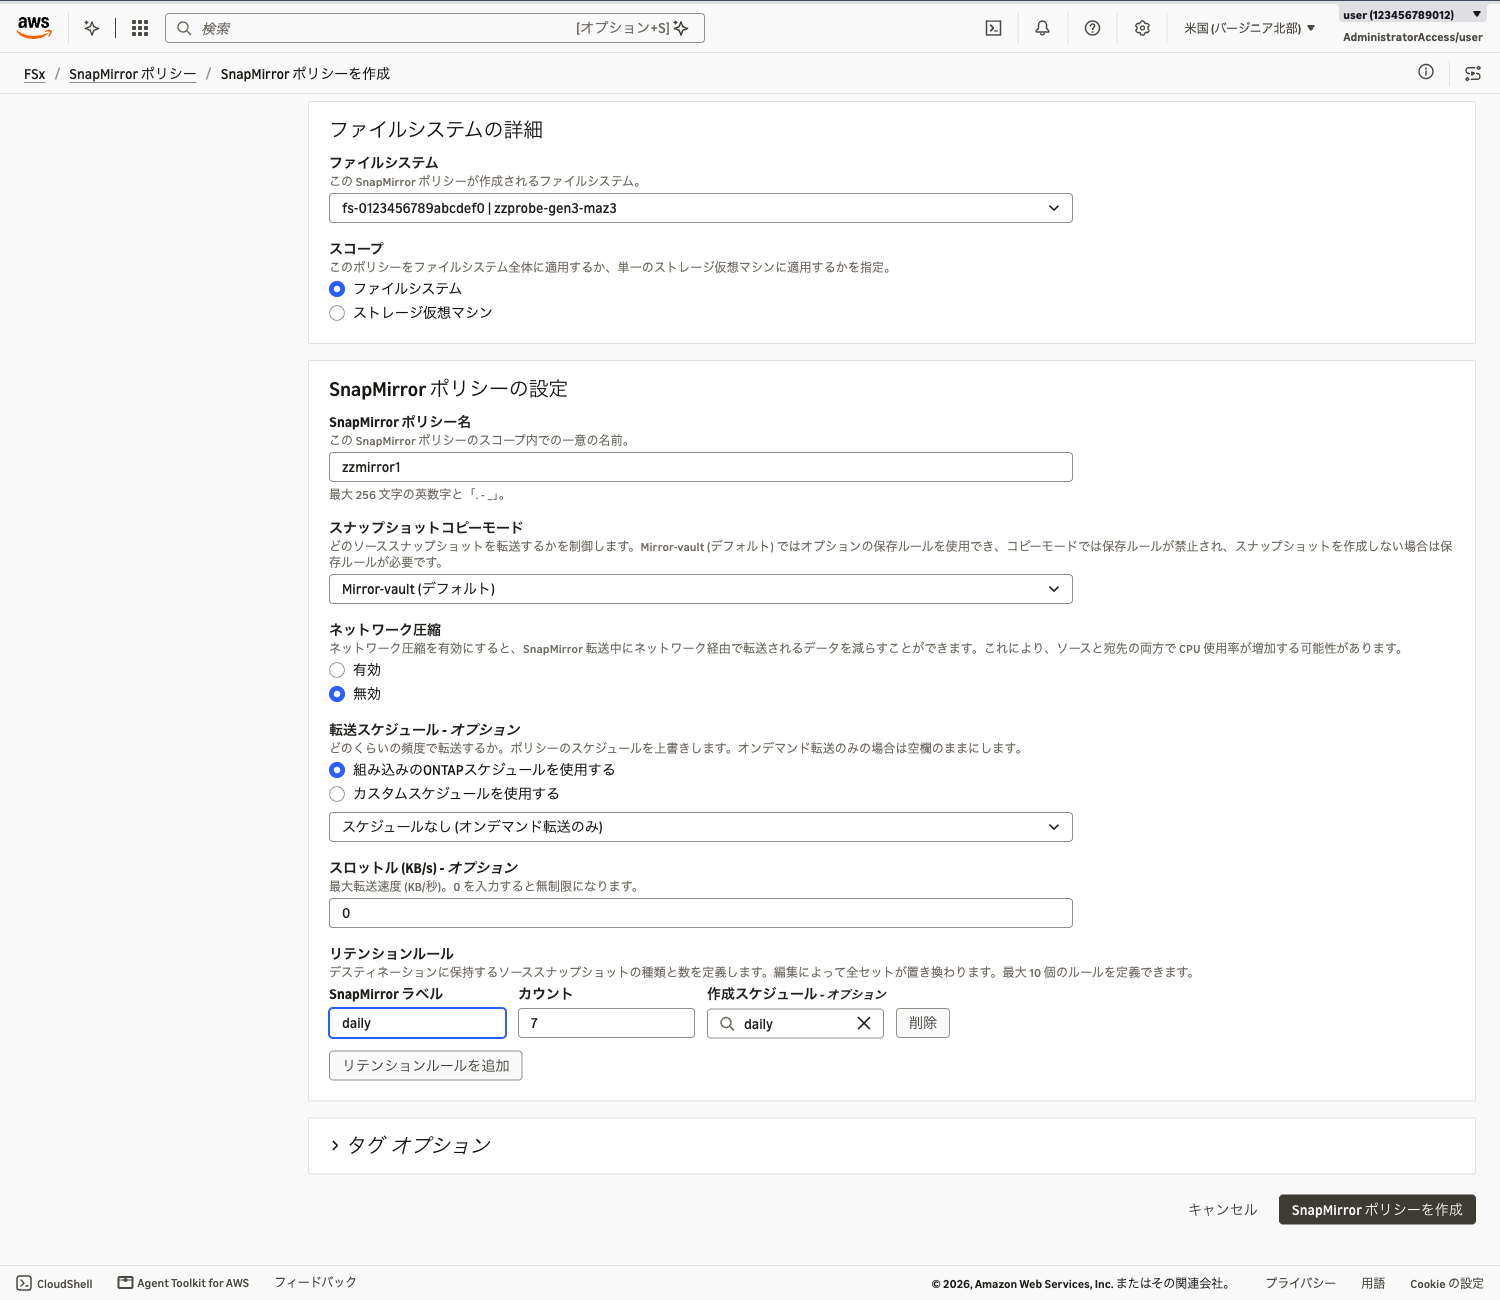 aws
検索
[オプション+S]
米国 (バージニア北部) ▼
user (123456789012) ▼
AdministratorAccess/user
FSx / SnapMirror ポリシー / SnapMirror ポリシーを作成
ファイルシステムの詳細
ファイルシステム
この SnapMirror ポリシーが作成されるファイルシステム。
fs-0123456789abcdef0 | zzprobe-gen3-maz3
スコープ
このポリシーをファイルシステム全体に適用するか、単一のストレージ仮想マシンに適用するかを指定。
ファイルシステム
ストレージ仮想マシン
SnapMirror ポリシーの設定
SnapMirror ポリシー名
この SnapMirror ポリシーのスコープ内での一意の名前。
zzmirror1
最大 256 文字の英数字と「. - _」。
スナップショットコピーモード
どのソーススナップショットを転送するかを制御します。Mirror-vault (デフォルト) ではオプションの保存ルールを使用でき、コピーモードでは保存ルールが禁止され、スナップショットを作成しない場合は保
存ルールが必要です。
Mirror-vault (デフォルト)
ネットワーク圧縮
ネットワーク圧縮を有効にすると、SnapMirror 転送中にネットワーク経由で転送されるデータを減らすことができます。これにより、ソースと宛先の両方で CPU 使用率が増加する可能性があります。
有効
無効
転送スケジュール - オプション
どのくらいの頻度で転送するか。ポリシーのスケジュールを上書きします。オンデマンド転送のみの場合は空欄のままにします。
組み込みのONTAPスケジュールを使用する
カスタムスケジュールを使用する
スケジュールなし (オンデマンド転送のみ)
スロットル (KB/s) - オプション
最大転送速度 (KB/秒)。0 を入力すると無制限になります。
0
リテンションルール
デスティネーションに保持するソーススナップショットの種類と数を定義します。編集によって全セットが置き換わります。最大 10 個のルールを定義できます。
SnapMirror ラベル カウント 作成スケジュール - オプション
daily 7 daily 削除
リテンションルールを追加
タグ オプション
キャンセル SnapMirror ポリシーを作成
CloudShell Agent Toolkit for AWS フィードバック © 2026, Amazon Web Services, Inc. またはその関連会社。 プライバシー 用語 Cookie の設定